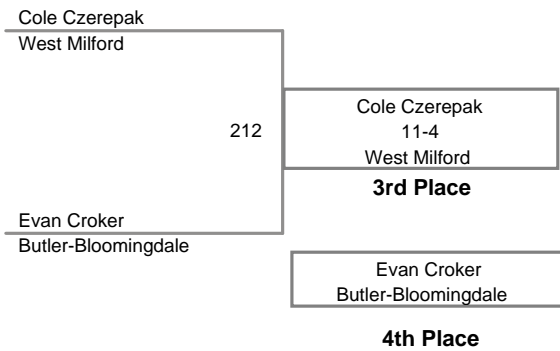 Cole Czerepak
West Milford
212
Cole Czerepak
11-4
West Milford
3rd Place
Evan Croker
Butler-Bloomingdale
Evan Croker
Butler-Bloomingdale
4th Place